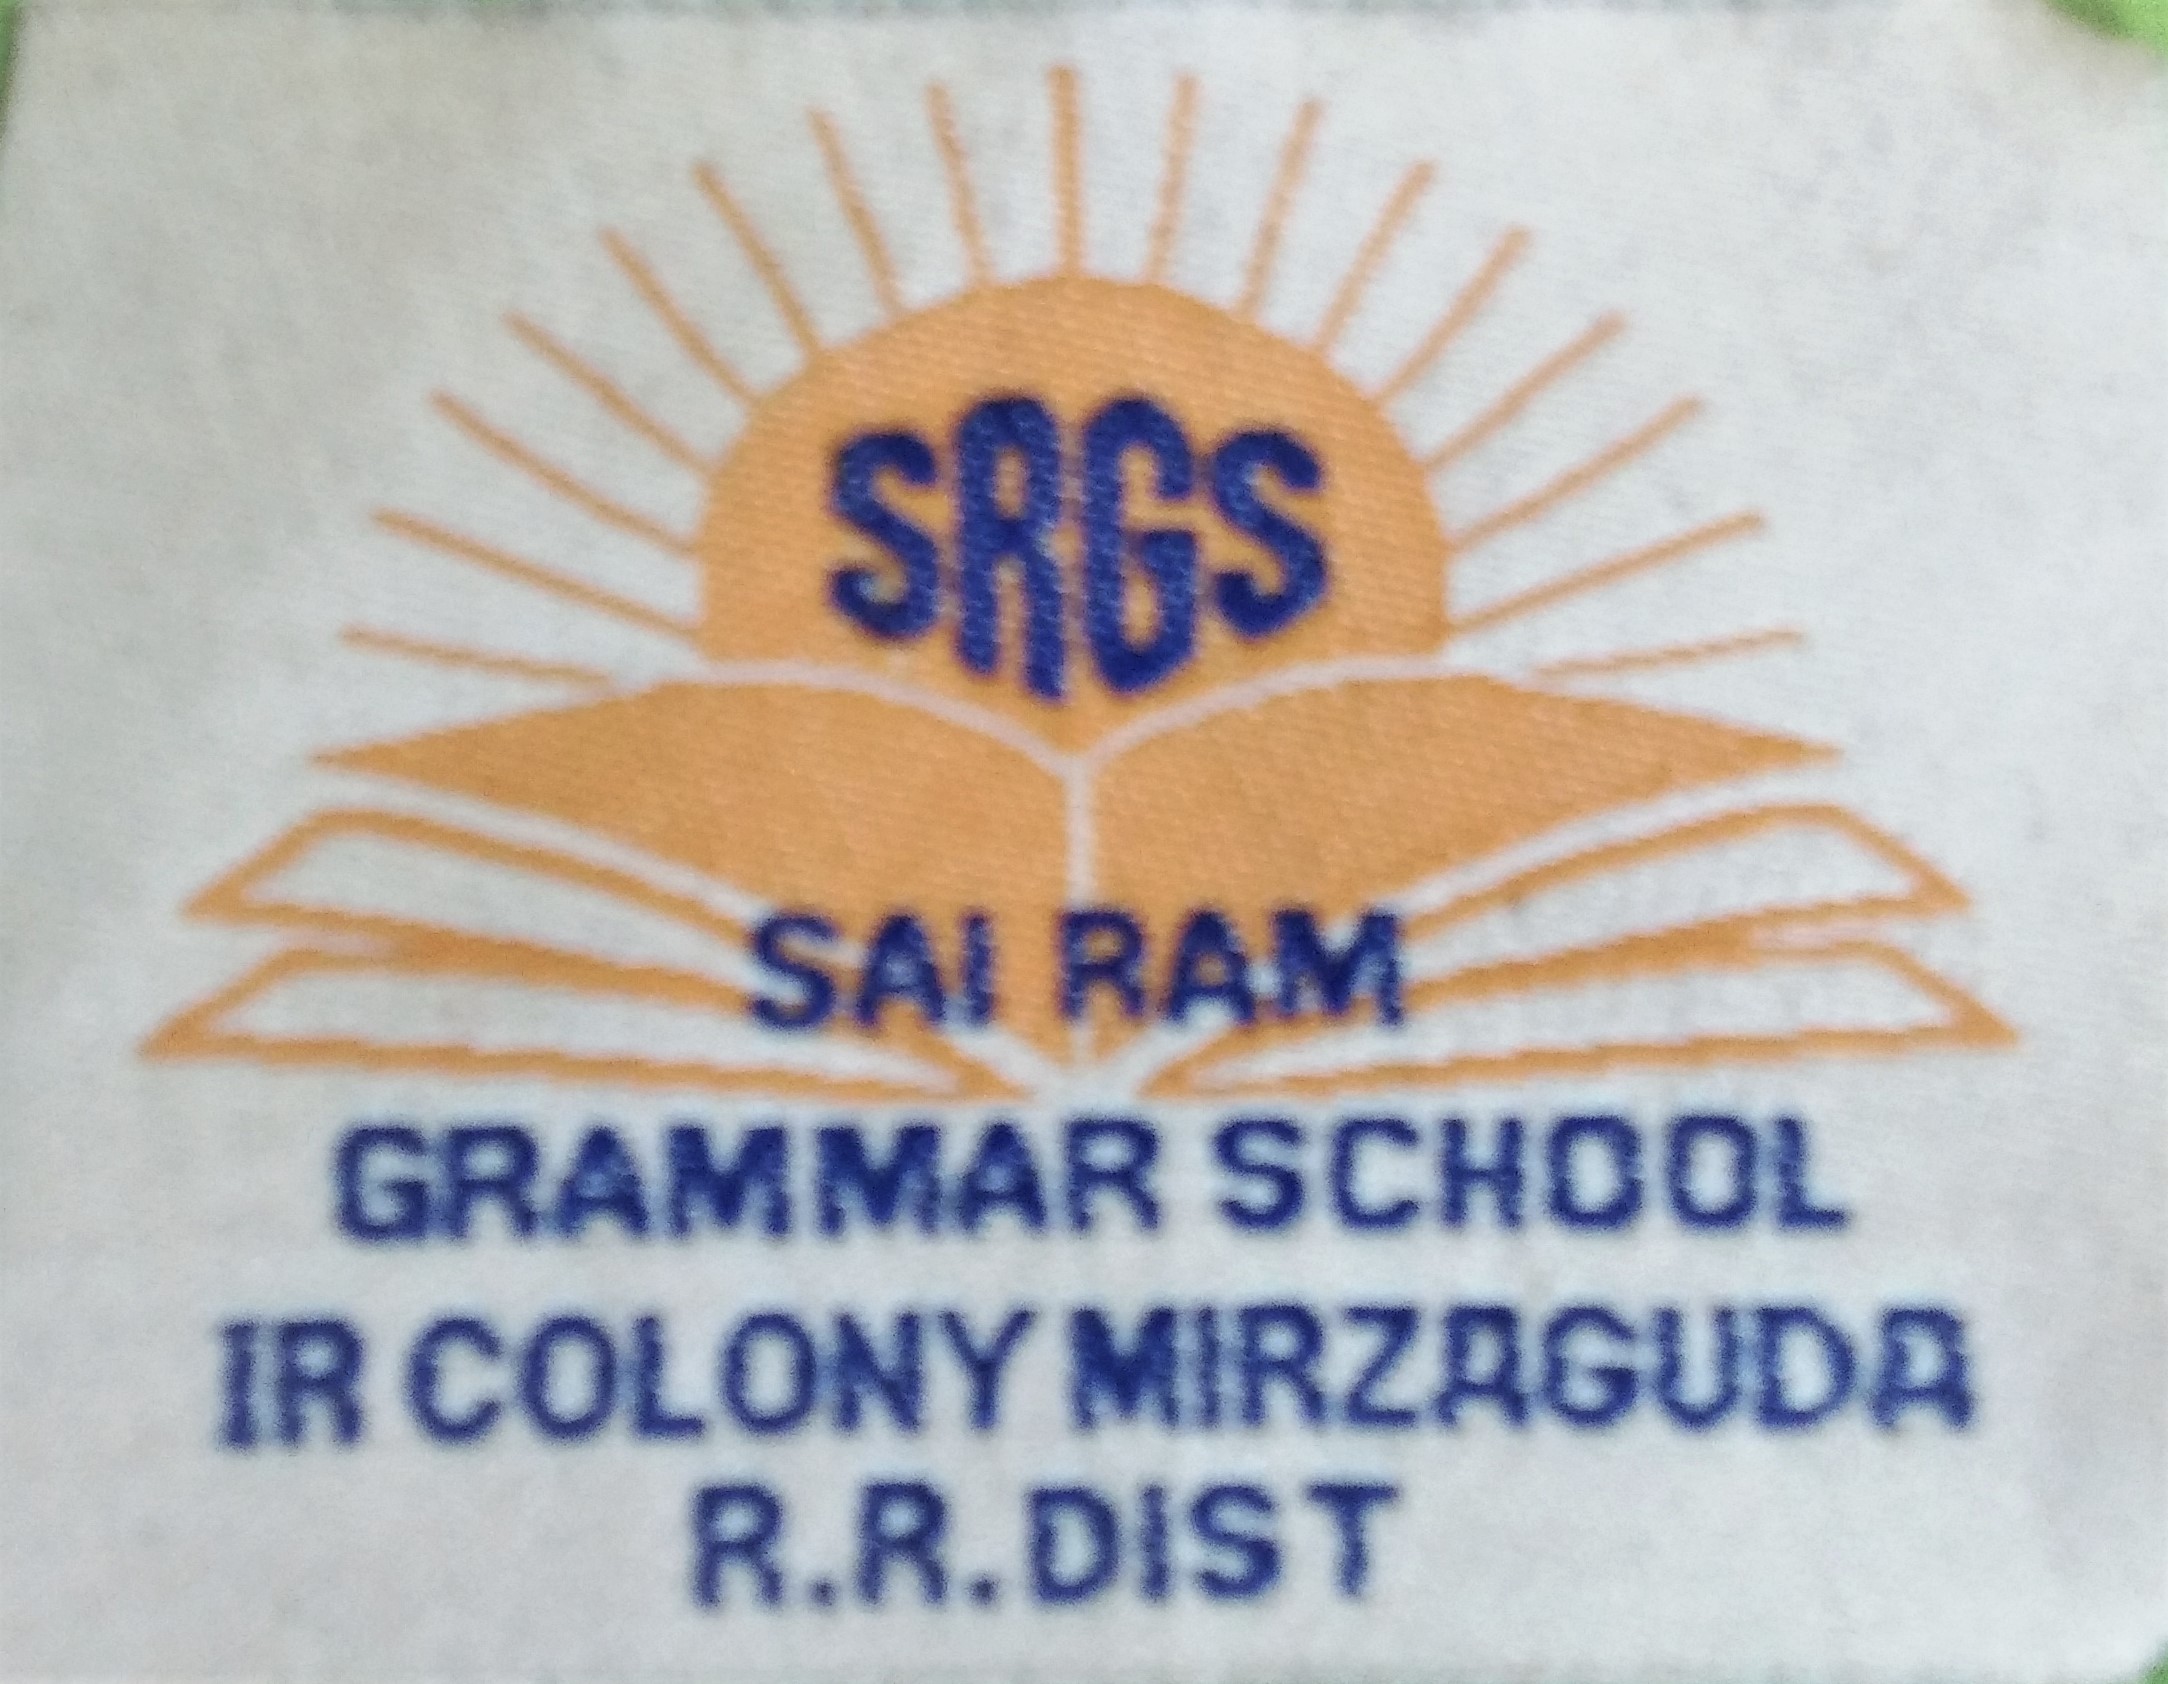 SRGS
SAI RAM
GRAMMAR SCHOOL
IR COLONY MIRZAGUDA
R.R.DIST